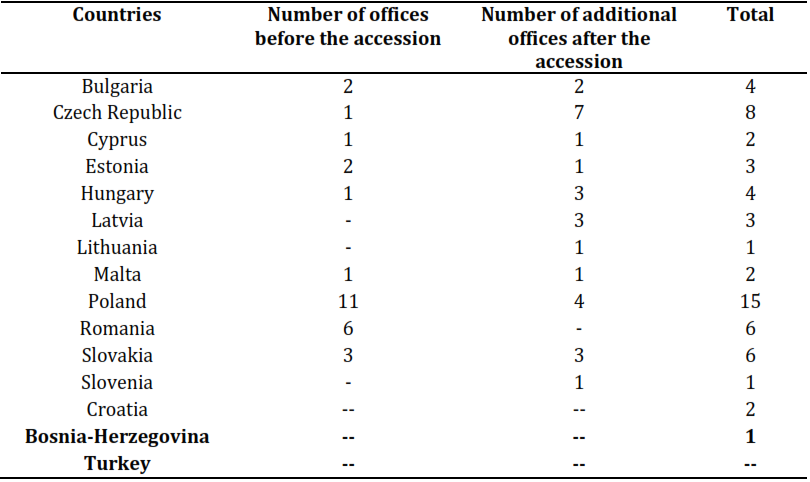 Countries Number of offices Number of additional Total
before the accession offices after the
accession
Bulgaria 2 2 4
Czech Republic 1 7 8
Cyprus 1 1 2
Estonia 2 1 3
Hungary 1 3 4
Latvia - 3 3
Lithuania - 1 1
Malta 1 1 2
Poland 11 4 15
Romania 6 - 6
Slovakia 3 3 6
Slovenia - 1 1
Croatia -- -- 2
Bosnia-Herzegovina -- -- 1
Turkey -- -- --